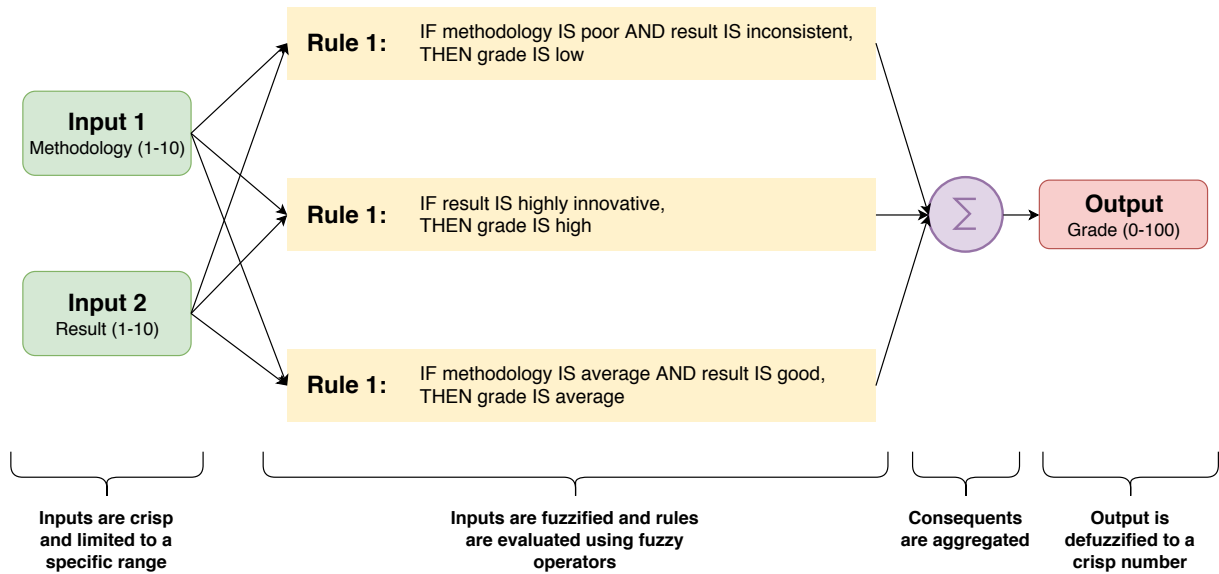 Input 1
Methodology (1-10)
Input 2
Result (1-10)
Rule 1:
IF methodology IS poor AND result IS inconsistent,
THEN grade IS low
Rule 1:
IF result IS highly innovative,
THEN grade IS high
Rule 1:
IF methodology IS average AND result IS good,
THEN grade IS average
∑
Output
Grade (0-100)
Inputs are crisp
and limited to a
specific range
Inputs are fuzzified and rules
are evaluated using fuzzy
operators
Consequents
are aggregated
Output is
defuzzified to a
crisp number